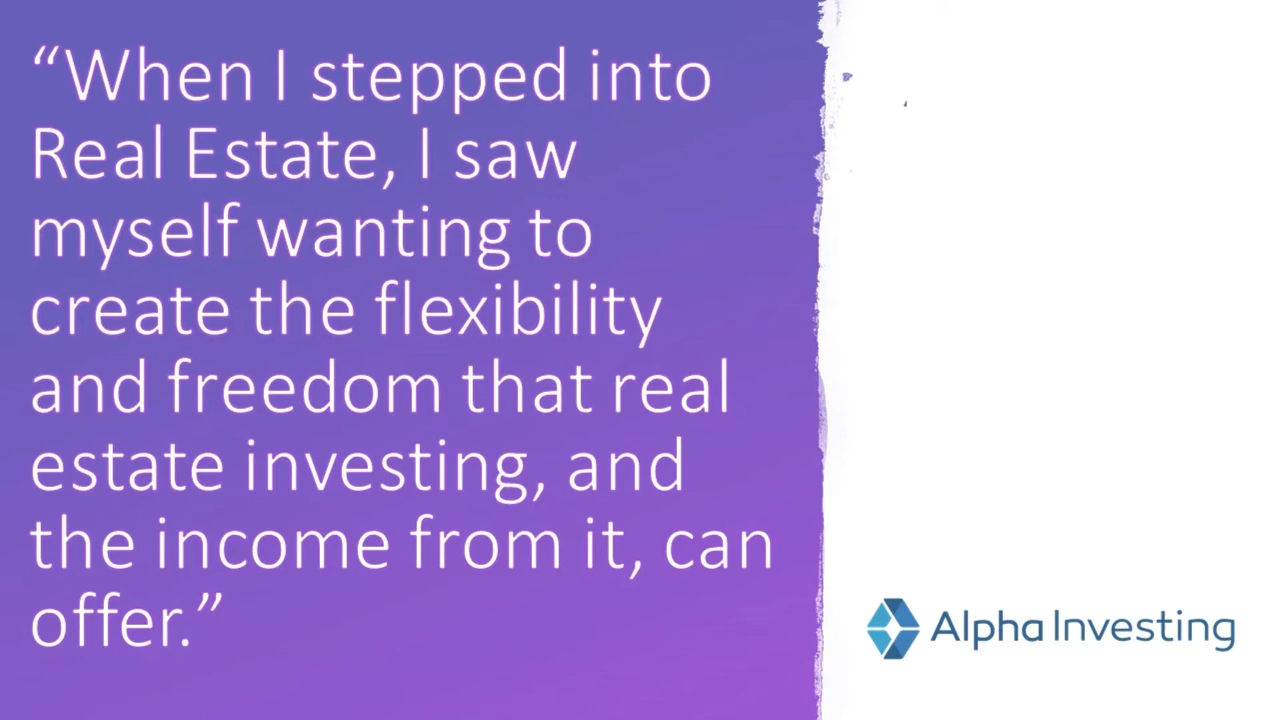 “When I stepped into
Real Estate, I saw
myself wanting to
create the flexibility
and freedom that real
estate investing, and
the income from it, can
offer.”
Alpha Investing